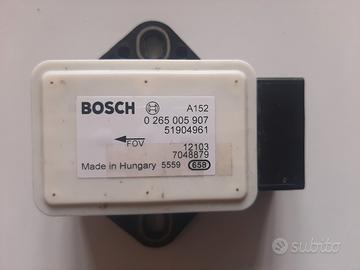 BOSCH
A152
0 265 005 907
51904961
FOV
12103
7048879
Made in Hungary 5559 658
subito